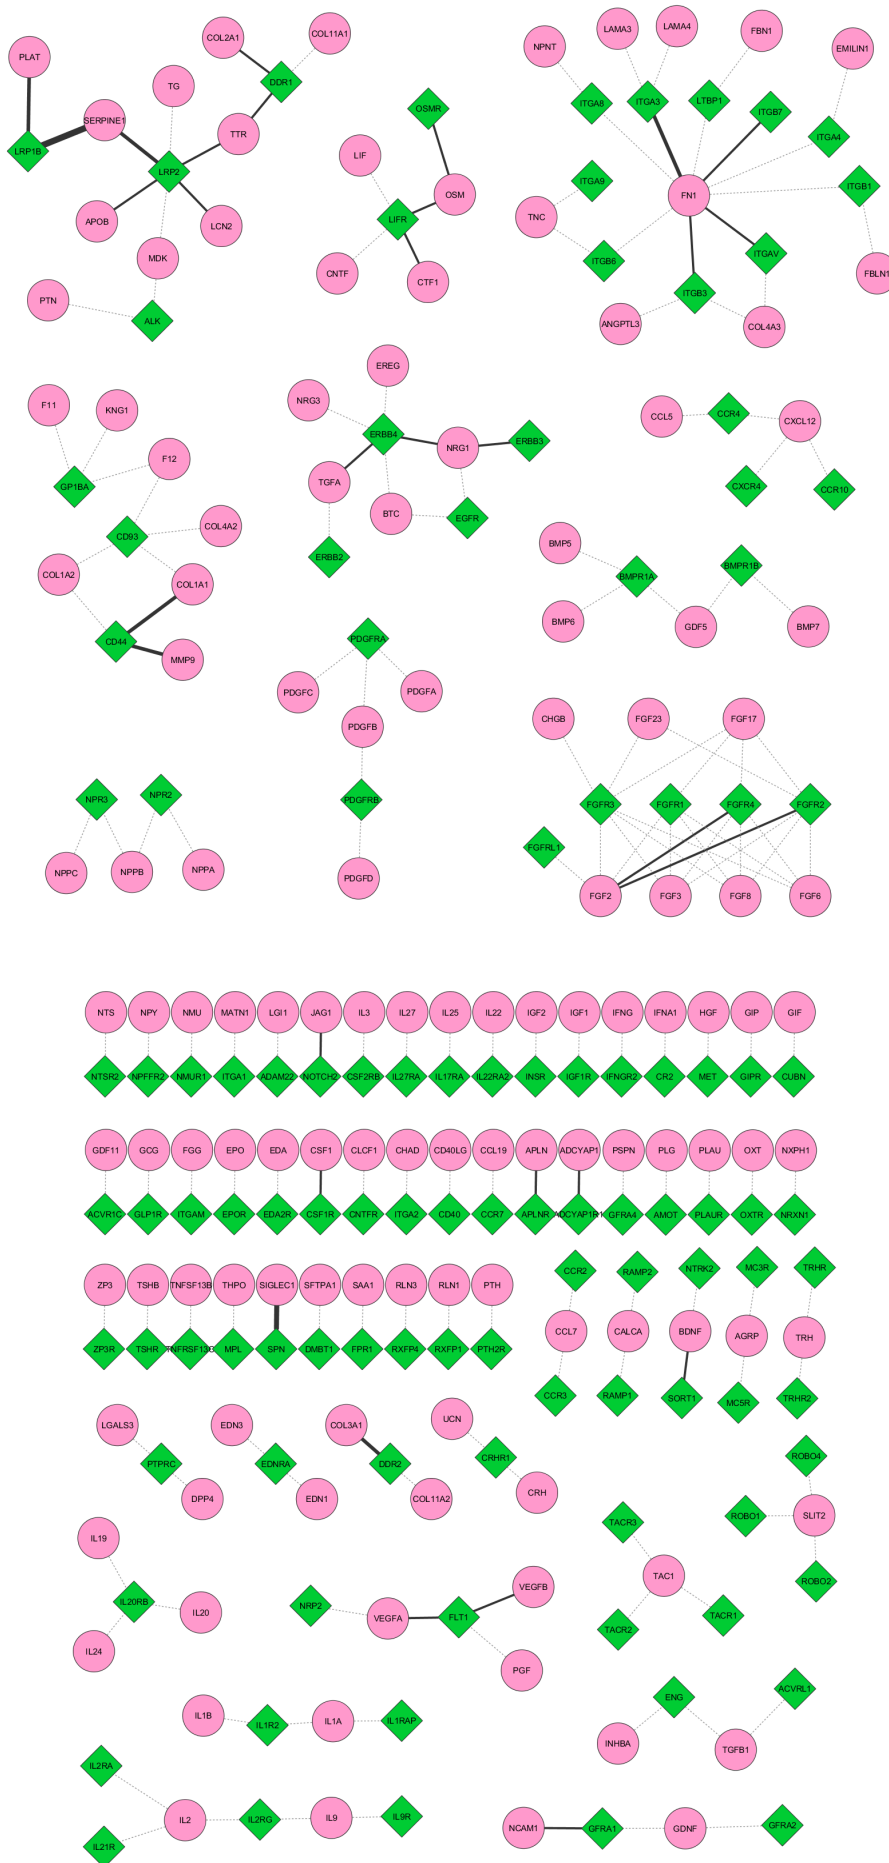 COL2A1
COL11A1
PLAT
DDR1
TG
SERPINE1
TTR
LRP1B
LRP2
APOB
LCN2
MDK
PTN
ALK
OSMR
LIF
OSM
LIFR
CNTF
CTF1
LAMA3
LAMA4
FBN1
NPNT
EMILIN1
ITGA8
ITGA3
LTBP1
ITGB7
ITGA4
ITGA9
FN1
ITGB1
TNC
ITGB6
ITGAV
FBLN1
ITGB3
ANGPTL3
COL4A3
F11
KNG1
F12
GP1BA
CD93
COL4A2
COL1A2
COL1A1
CD44
MMP9
EREG
NRG3
ERBB4
NRG1
ERBB3
TGFA
BTC
EGFR
ERBB2
CCL5
CCR4
CXCL12
CXCR4
CCR10
BMP5
BMPR1A
BMPR1B
BMP6
GDF5
BMP7
PDGFRA
PDGFC
PDGFA
PDGFB
PDGFRB
PDGFD
NPR3
NPR2
NPPC
NPPB
NPPA
CHGB
FGF23
FGF17
FGFR3
FGFR1
FGFR4
FGFR2
FGFRL1
FGF2
FGF3
FGF8
FGF6
NTS NPY NMU MATN1 LGI1 JAG1 IL3 IL27 IL25 IL22 IGF2 IGF1 IFNG IFNA1 HGF GIP GIF
NTSR2 NPFFR2 NMUR1 ITGA1 ADAM22 NOTCH2 CSF2RB IL27RA IL17RA IL22RA2 INSR IGF1R IFNGR2 CR2 MET GIPR CUBN
GDF11 GCG FGG EPO EDA CSF1 CLCF1 CHAD CD40LG CCL19 APLN ADCYAP1 PSPN PLG PLAU OXT NXPH1
ACVR1C GLP1R ITGAM EPOR EDA2R CSF1R CNTFR ITGA2 CD40 CCR7 APLNR ADCYAP1R1 GFRA4 AMOT PLAUR OXTR NRXN1
ZP3 TSHB TNFSF13B THPO SIGLEC1 SFTPA1 SAA1 RLN3 RLN1 PTH
ZP3R TSHR TNFRSF13C MPL SPN DMBT1 FPR1 RXFP4 RXFP1 PTH2R
CCR2 RAMP2 NTRK2 MC3R TRHR
CCL7 CALCA BDNF AGRP TRH
CCR3 RAMP1 SORT1 MC5R TRHR2
LGALS3
PTPRC
DPP4
EDN3
EDNRA
EDN1
COL3A1
DDR2
COL11A2
UCN
CRHR1
CRH
ROBO4
ROBO1
SLIT2
ROBO2
TACR3
TAC1
TACR2
TACR1
IL19
IL20RB
IL20
IL24
NRP2
VEGFA
FLT1
VEGFB
PGF
IL1B
IL1R2
IL1A
IL1RAP
ENG
ACVRL1
INHBA
TGFB1
IL2RA
IL2
IL2RG
IL9
IL9R
IL21R
NCAM1
GFRA1
GDNF
GFRA2